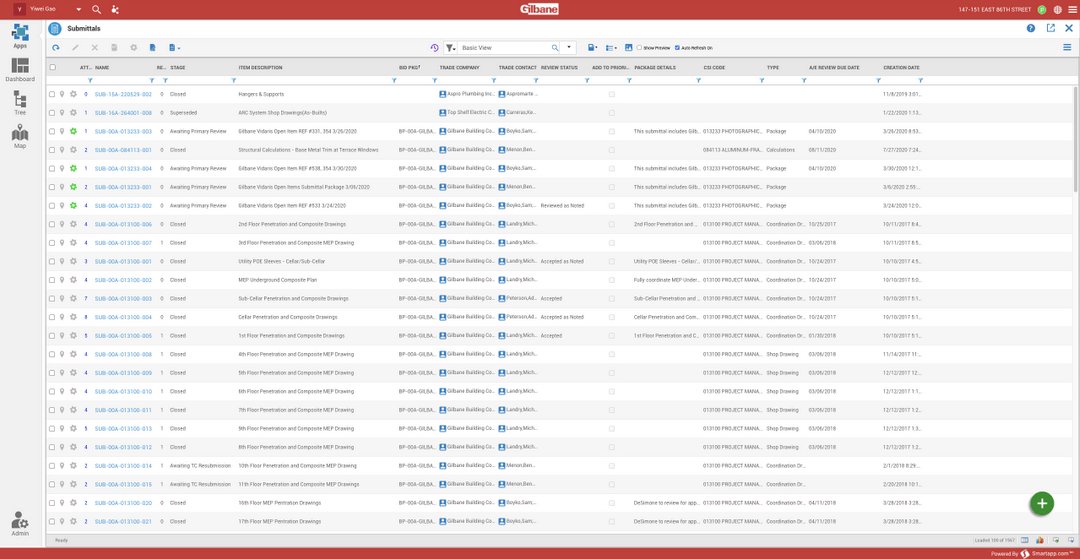 Y Yiwei Gao Gilbane 147-151 EAST 86TH STREET
Submittals
Basic View Show Preview Auto Refresh On
ATT... NAME RE... STAGE ITEM DESCRIPTION BID PKG TRADE COMPANY TRADE CONTACT REVIEW STATUS ADD TO PRIORI... PACKAGE DETAILS CSI CODE TYPE A/E REVIEW DUE DATE CREATION DATE
0 SUB-15A-220529-002 0 Closed Hangers & Supports Aspro Plumbing Inc... Aspromarte... 11/8/2019 3:01...
1 SUB-16A-264001-008 0 Superseded ARC System Shop Drawings(As-Builts) Top Shelf Electric C... Carreras,Ke... 1/22/2020 1:13...
1 SUB-00A-013233-003 0 Awaiting Primary Review Gilbane Vidaris Open Item REF #331, 354 3/26/2020 BP-00A-GILBA... Gilbane Building Co... Boyko,Sam;... This submittal includes Gilb... 013233 PHOTOGRAPHIC... Package 04/10/2020 3/26/2020 8:53...
2 SUB-00A-084113-001 0 Closed Structural Calculations - Base Metal Trim at Terrace Windows BP-00A-GILBA... Gilbane Building Co... Menon,Ben... 084113 ALUMINUM-FRA... Calculations 08/11/2020 7/27/2020 7:24...
1 SUB-00A-013233-004 0 Awaiting Primary Review Gilbane Vidaris Open Item REF #538, 354 3/30/2020 BP-00A-GILBA... Gilbane Building Co... Menon,Ben... This submittal includes Gilb... 013233 PHOTOGRAPHIC... Package 04/10/2020 3/30/2020 12:1...
2 SUB-00A-013233-001 0 Awaiting Primary Review Gilbane Vidaris Open Items Submittal Package 3/06/2020 BP-00A-GILBA... Gilbane Building Co... Menon,Ben... This submittal includes Gilb... 013233 PHOTOGRAPHIC... Package 3/6/2020 2:55:...
4 SUB-00A-013233-002 0 Awaiting Primary Review Gilbane Vidaris Open Item REF #533 3/24/2020 BP-00A-GILBA... Gilbane Building Co... Boyko,Sam;... Reviewed as Noted This submittal includes Gilb... 013233 PHOTOGRAPHIC... Package 3/24/2020 12:0...
4 SUB-00A-013100-006 0 Closed 2nd Floor Penetration and Composite Drawings BP-00A-GILBA... Gilbane Building Co... Landry,Mich... 2nd Floor Penetration and ... 013100 PROJECT MANA... Coordination Dr... 10/25/2017 10/11/2017 8:4...
4 SUB-00A-013100-007 1 Closed 3rd Floor Penetration and Composite MEP Drawing BP-00A-GILBA... Gilbane Building Co... Landry,Mich... 013100 PROJECT MANA... Coordination Dr... 03/06/2018 10/11/2017 8:5...
3 SUB-00A-013100-001 0 Closed Utility POE Sleeves - Cellar/Sub-Cellar BP-00A-GILBA... Gilbane Building Co... Landry,Mich... Accepted as Noted Utility POE Sleeves - Cellar/... 013100 PROJECT MANA... Coordination Dr... 10/24/2017 10/10/2017 4:5...
4 SUB-00A-013100-002 0 Closed MEP Underground Composite Plan BP-00A-GILBA... Gilbane Building Co... Landry,Mich... Fully coordinate MEP Under... 013100 PROJECT MANA... Coordination Dr... 10/24/2017 10/10/2017 5:0...
7 SUB-00A-013100-003 0 Closed Sub-Cellar Penetration and Composite Drawings BP-00A-GILBA... Gilbane Building Co... Peterson,Ad... Accepted Sub-Cellar Penetration and ... 013100 PROJECT MANA... Coordination Dr... 10/24/2017 10/10/2017 5:1...
8 SUB-00A-013100-004 0 Closed Cellar Penetration and Composite Drawings BP-00A-GILBA... Gilbane Building Co... Peterson,Ad... Accepted as Noted Cellar Penetration and Com... 013100 PROJECT MANA... Coordination Dr... 10/24/2017 10/10/2017 5:1...
5 SUB-00A-013100-005 1 Closed 1st Floor Penetration and Composite Drawings BP-00A-GILBA... Gilbane Building Co... Landry,Mich... Accepted 1st Floor Penetration and C... 013100 PROJECT MANA... Coordination Dr... 01/30/2018 10/10/2017 5:1...
4 SUB-00A-013100-008 1 Closed 4th Floor Penetration and Composite MEP Drawing BP-00A-GILBA... Gilbane Building Co... Landry,Mich... 013100 PROJECT MANA... Shop Drawing 03/06/2018 11/14/2017 11:...
4 SUB-00A-013100-009 1 Closed 5th Floor Penetration and Composite MEP Drawing BP-00A-GILBA... Gilbane Building Co... Landry,Mich... 013100 PROJECT MANA... Shop Drawing 03/06/2018 12/12/2017 12:...
4 SUB-00A-013100-010 1 Closed 6th Floor Penetration and Composite MEP Drawing BP-00A-GILBA... Gilbane Building Co... Landry,Mich... 013100 PROJECT MANA... Shop Drawing 03/06/2018 12/12/2017 1:1...
4 SUB-00A-013100-011 1 Closed 7th Floor Penetration and Composite MEP Drawing BP-00A-GILBA... Gilbane Building Co... Landry,Mich... 013100 PROJECT MANA... Shop Drawing 03/06/2018 12/12/2017 1:2...
5 SUB-00A-013100-013 1 Closed 9th Floor Penetration and Composite MEP Drawing BP-00A-GILBA... Gilbane Building Co... Landry,Mich... 013100 PROJECT MANA... Shop Drawing 03/06/2018 12/12/2017 1:3...
4 SUB-00A-013100-012 1 Closed 8th Floor Penetration and Composite MEP Drawing BP-00A-GILBA... Gilbane Building Co... Landry,Mich... 013100 PROJECT MANA... Shop Drawing 03/06/2018 12/12/2017 1:2...
2 SUB-00A-013100-014 1 Awaiting TC Resubmission 10th Floor Penetration and Composite MEP Drawing BP-00A-GILBA... Gilbane Building Co... Menon,Ben... 013100 PROJECT MANA... Coordination Dr... 2/1/2018 8:29:...
2 SUB-00A-013100-015 1 Awaiting TC Resubmission 11th Floor Penetration and Composite MEP Drawings BP-00A-GILBA... Gilbane Building Co... Menon,Ben... 013100 PROJECT MANA... Coordination Dr... 2/20/2018 10:1...
2 SUB-00A-013100-020 0 Closed 16th Floor MEP Pentration Drawings BP-00A-GILBA... Gilbane Building Co... Boyko,Sam;... DeSimone to review for app... 013100 PROJECT MANA... Coordination Dr... 04/11/2018 3/28/2018 3:28...
2 SUB-00A-013100-021 0 Closed 17th Floor MEP Pentration Drawings BP-00A-GILBA... Gilbane Building Co... Boyko,Sam;... DeSimone to review for app... 013100 PROJECT MANA... Coordination Dr... 04/11/2018 3/28/2018 3:28...
Apps
Dashboard
Tree
Map
Admin
Ready
Powered by Smartapp.com